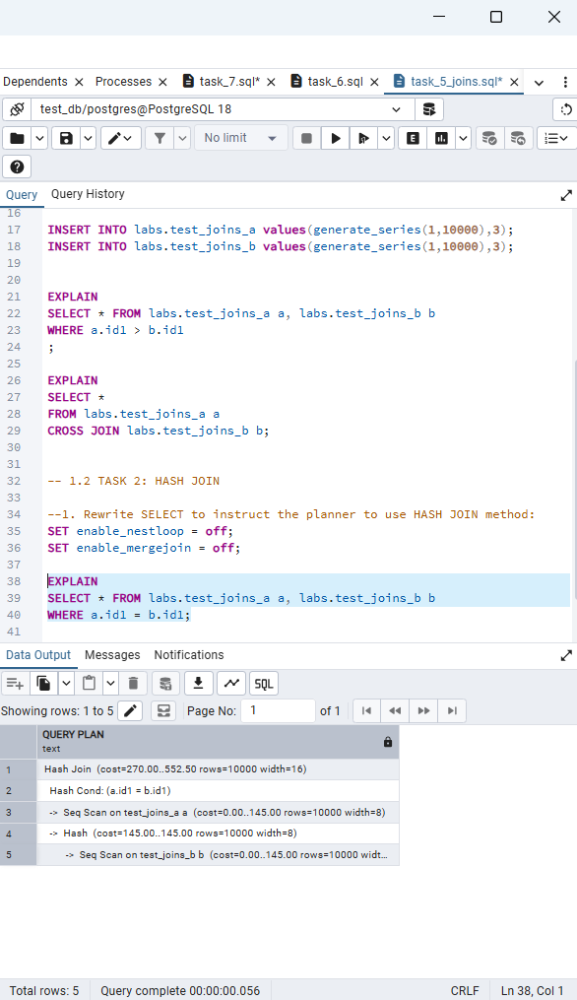 Dependents × Processes × task_7.sql* × task_6.sql × task_5_joins.sql* ×
test_db/postgres@PostgreSQL 18
No limit
E
Query Query History
16
17 INSERT INTO labs.test_joins_a values(generate_series(1,10000),3);
18 INSERT INTO labs.test_joins_b values(generate_series(1,10000),3);
19
20
21 EXPLAIN
22 SELECT * FROM labs.test_joins_a a, labs.test_joins_b b
23 WHERE a.id1 > b.id1
24 ;
25
26 EXPLAIN
27 SELECT *
28 FROM labs.test_joins_a a
29 CROSS JOIN labs.test_joins_b b;
30
31
32 -- 1.2 TASK 2: HASH JOIN
33
34 --1. Rewrite SELECT to instruct the planner to use HASH JOIN method:
35 SET enable_nestloop = off;
36 SET enable_mergejoin = off;
37
38 EXPLAIN
39 SELECT * FROM labs.test_joins_a a, labs.test_joins_b b
40 WHERE a.id1 = b.id1;
41
Data Output Messages Notifications
SQL
Showing rows: 1 to 5 Page No: 1 of 1
QUERY PLAN
text
1 Hash Join (cost=270.00..552.50 rows=10000 width=16)
2 Hash Cond: (a.id1 = b.id1)
3 -> Seq Scan on test_joins_a a (cost=0.00..145.00 rows=10000 width=8)
4 -> Hash (cost=145.00..145.00 rows=10000 width=8)
5 -> Seq Scan on test_joins_b b (cost=0.00..145.00 rows=10000 widt...
Total rows: 5 Query complete 00:00:00.056 CRLF Ln 38, Col 1